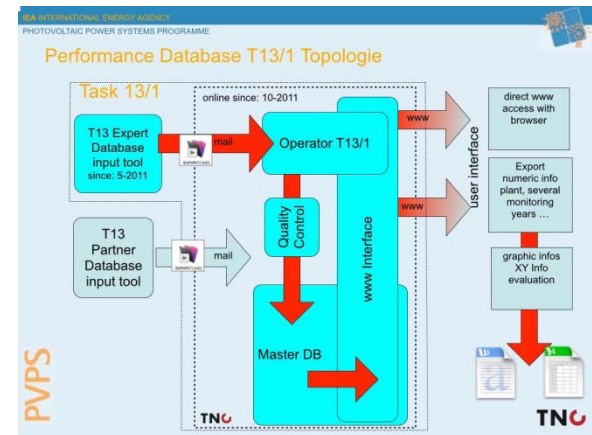 IEA INTERNATIONAL ENERGY AGENCY
PHOTOVOLTAIC POWER SYSTEMS PROGRAMME
Performance Database T13/1 Topologie
Task 13/1
online since: 10-2011
T13 Expert
Database
input tool
since: 5-2011
mail
Operator T13/1
www
direct www
access with
browser
user interface
Export
numeric info
plant, several
monitoring
years ...
www
Quality
Control
T13
Partner
Database
input tool
mail
www Interface
graphic infos
XY Info
evaluation
Master DB
PVPS
TNO
TNO